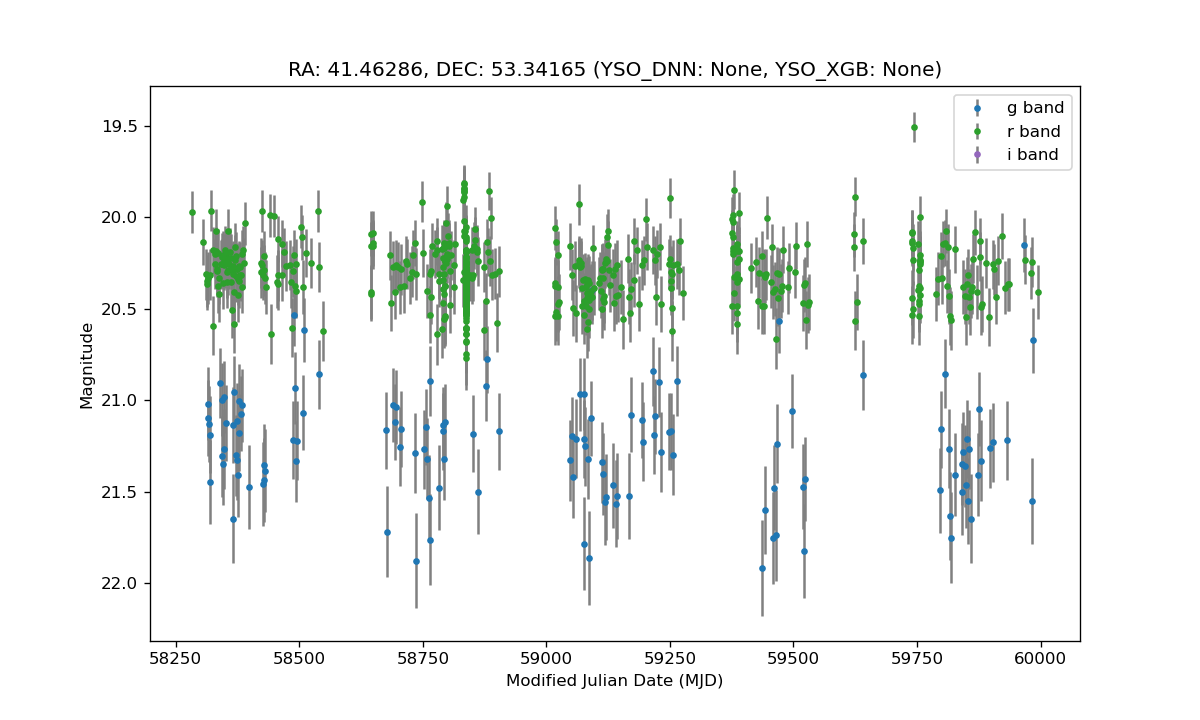 RA: 41.46286, DEC: 53.34165 (YSO_DNN: None, YSO_XGB: None)
g band
r band
i band
19.5
20.0
20.5
21.0
21.5
22.0
Magnitude
58250 58500 58750 59000 59250 59500 59750 60000
Modified Julian Date (MJD)